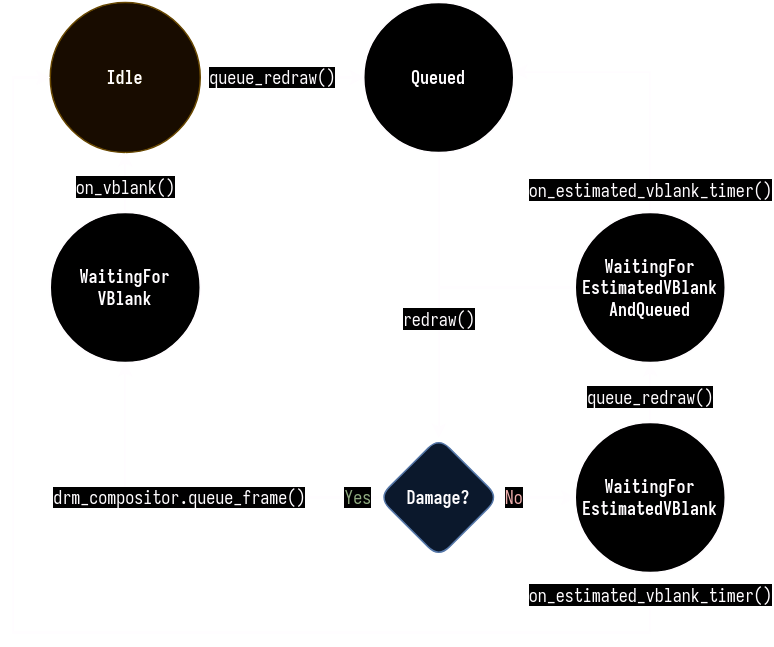 Idle
queue_redraw()
Queued
on_vblank()
on_estimated_vblank_timer()
WaitingFor
VBlank
WaitingFor
EstimatedVBlank
AndQueued
redraw()
queue_redraw()
drm_compositor.queue_frame()
Yes
Damage?
No
WaitingFor
EstimatedVBlank
on_estimated_vblank_timer()